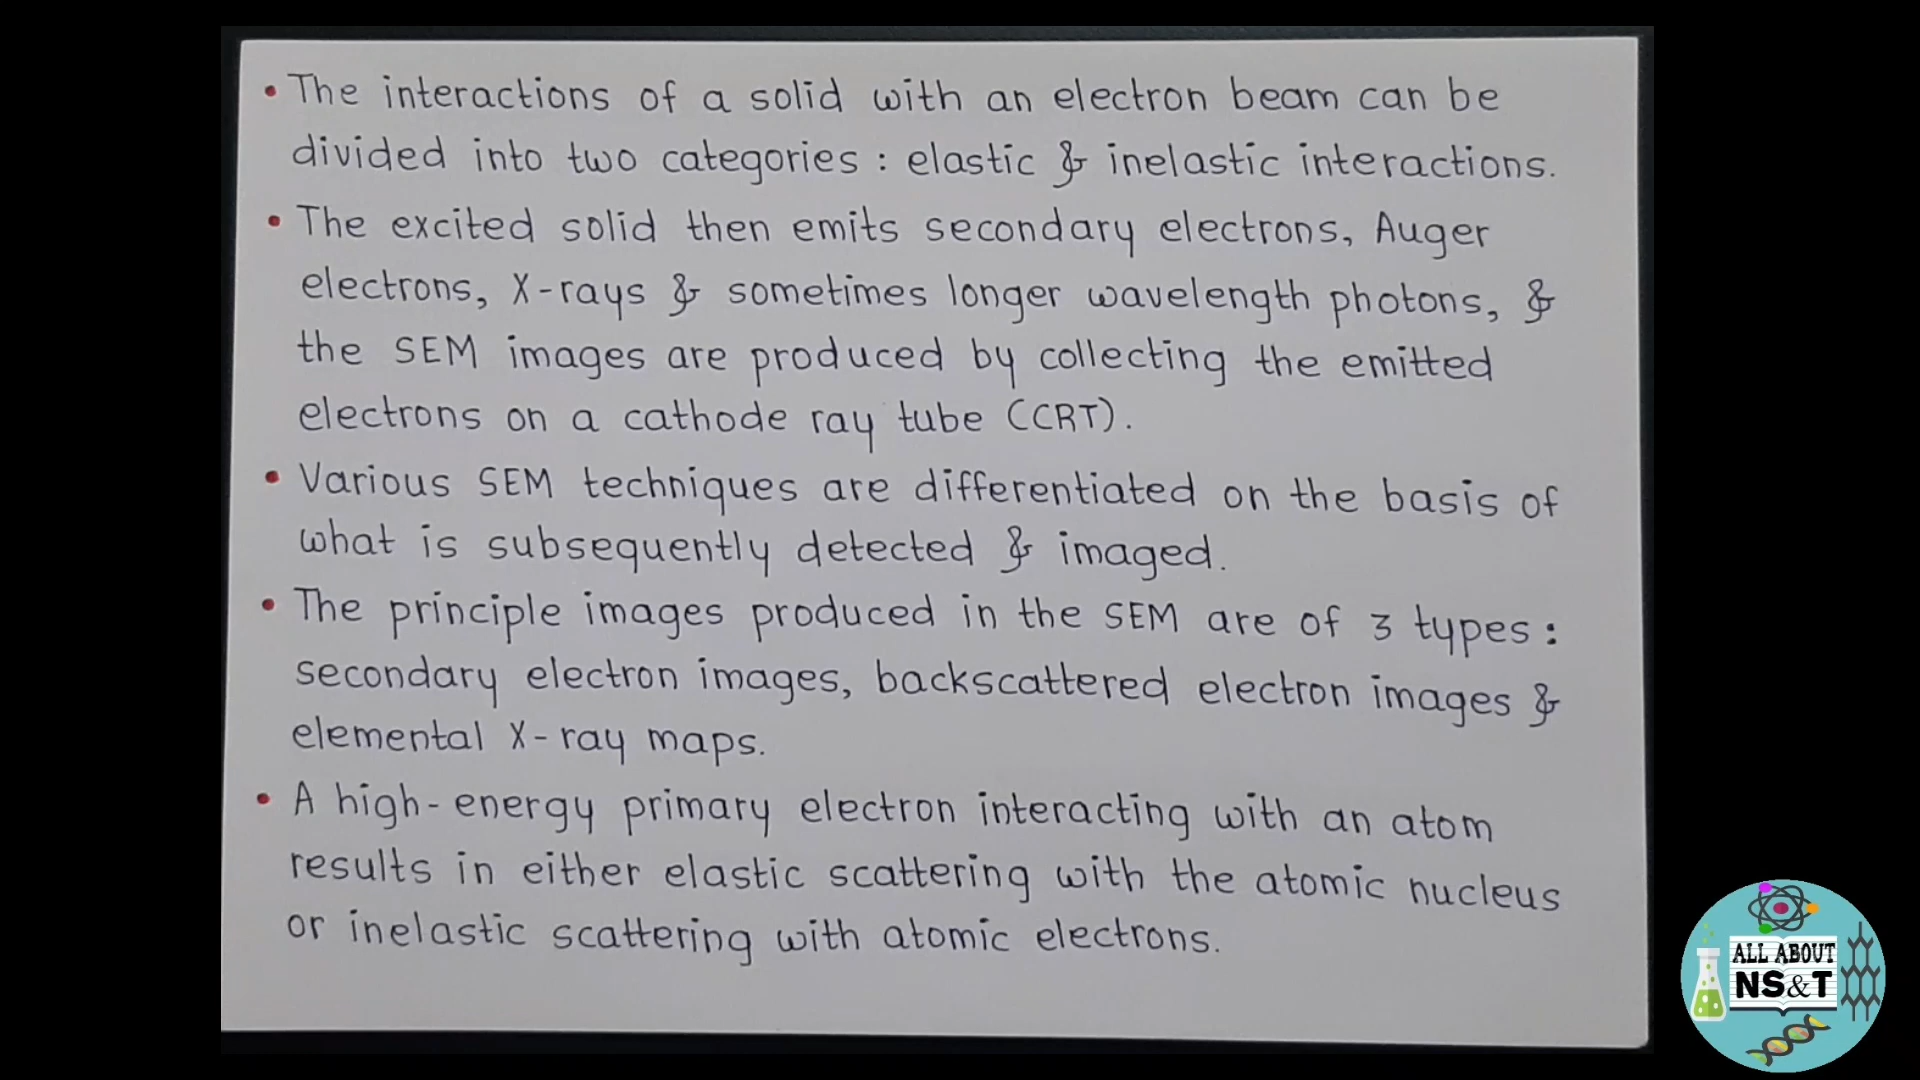 • The interactions of a solid with an electron beam can be
divided into two categories : elastic & inelastic interactions.
• The excited solid then emits secondary electrons, Auger
electrons, X-rays & sometimes longer wavelength photons, &
the SEM images are produced by collecting the emitted
electrons on a cathode ray tube (CRT).
• Various SEM techniques are differentiated on the basis of
what is subsequently detected & imaged.
• The principle images produced in the SEM are of 3 types :
secondary electron images, backscattered electron images &
elemental X-ray maps.
• A high-energy primary electron interacting with an atom
results in either elastic scattering with the atomic nucleus
or inelastic scattering with atomic electrons.
ALL ABOUT
NS&T